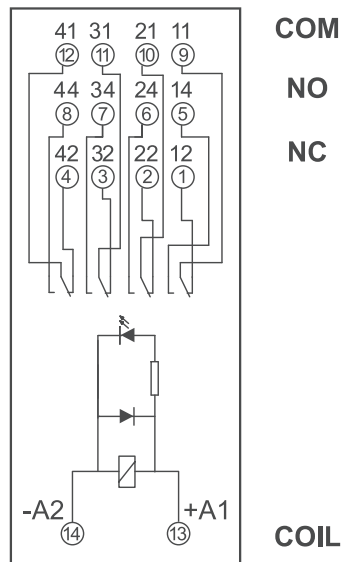 41 31 21 11 COM
12 11 10 9
44 34 24 14 NO
8 7 6 5
42 32 22 12 NC
4 3 2 1
-A2 +A1
14 13 COIL